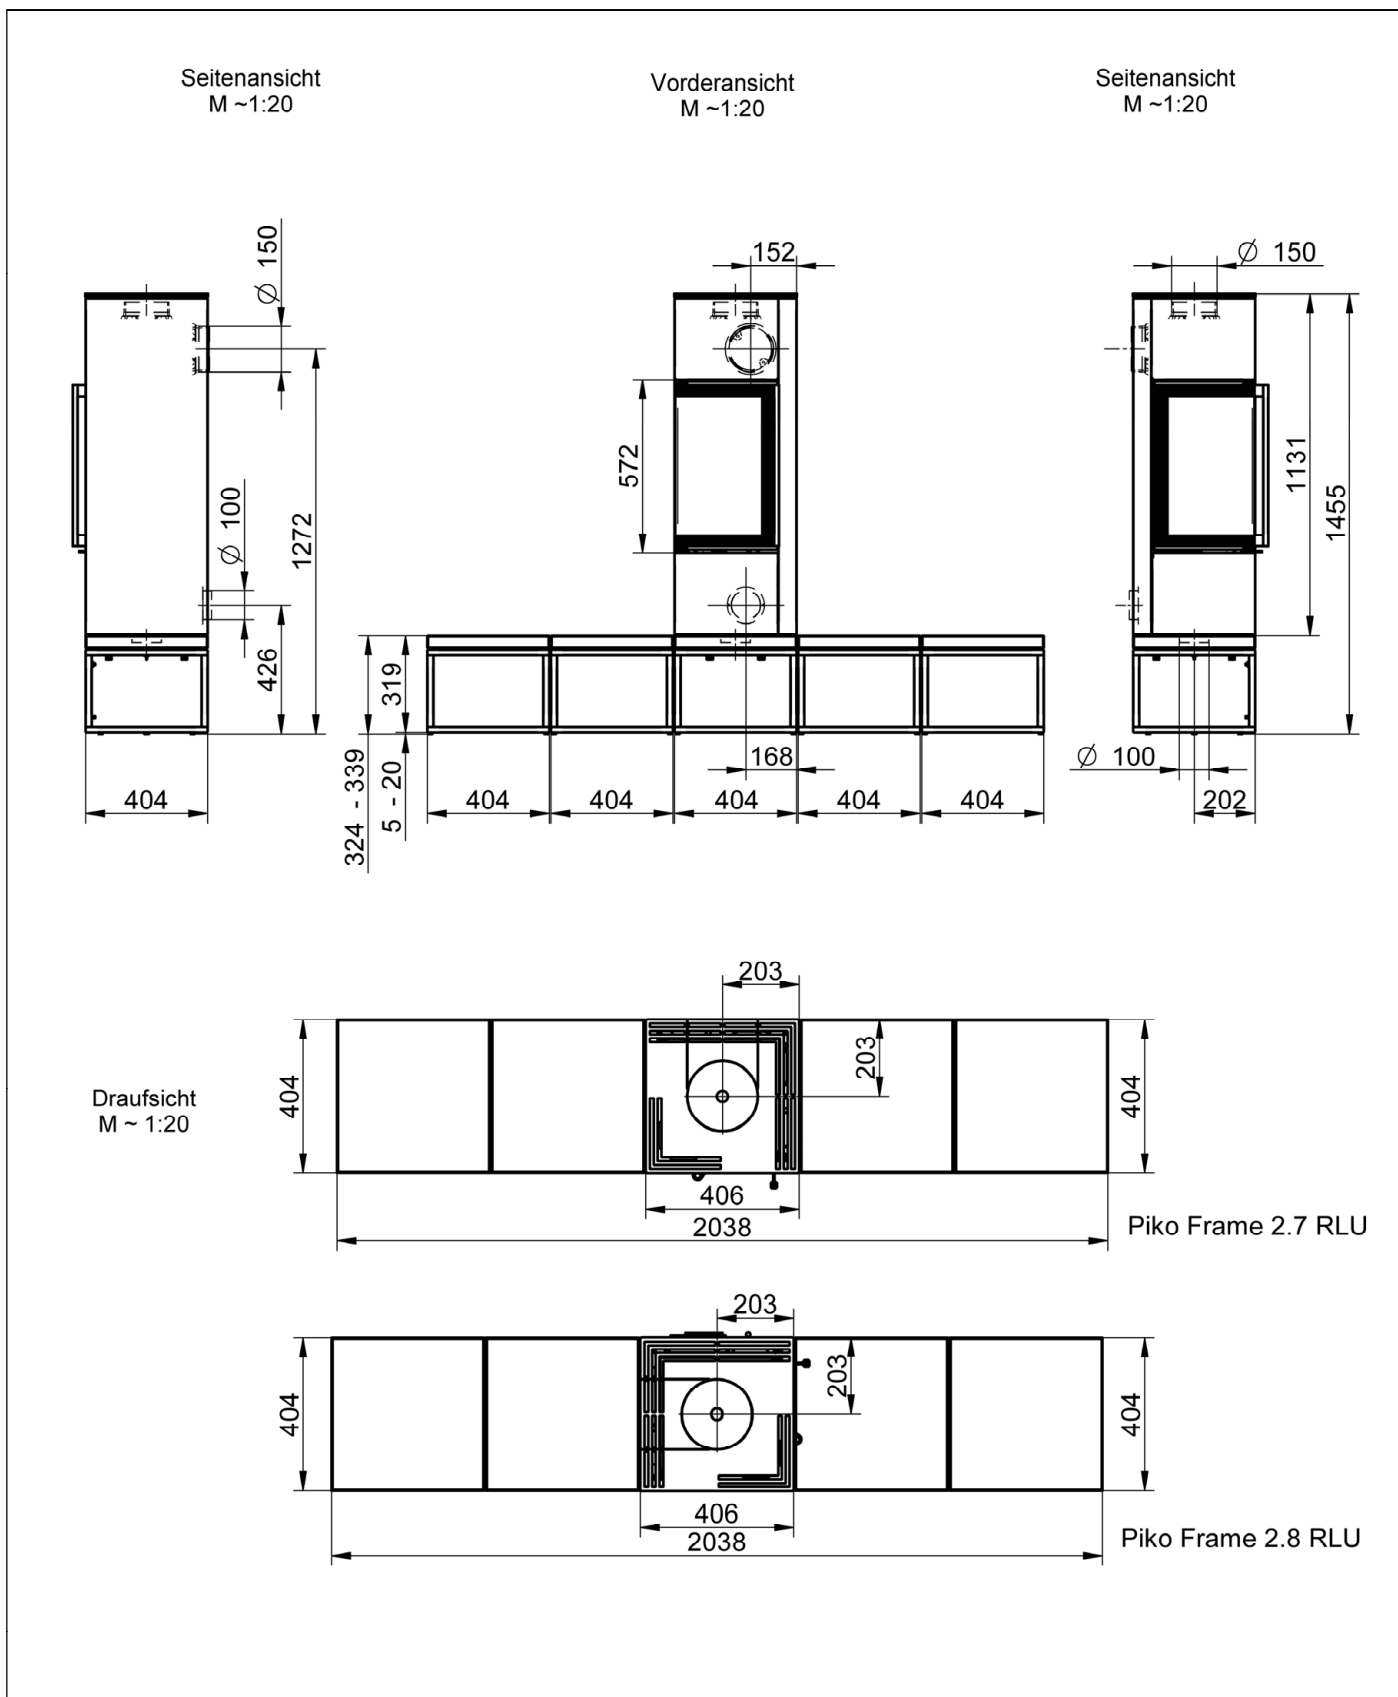 Seitenansicht
M ~1:20
Vorderansicht
M ~1:20
Seitenansicht
M ~1:20
Ø 150
152
Ø 150
572
1131
1455
Ø 100
1272
426
319
324 - 339
5 - 20
168
Ø 100
404
404
404
404
404
404
202
203
203
404
404
Draufsicht
M ~ 1:20
406
2038
Piko Frame 2.7 RLU
203
203
404
404
406
2038
Piko Frame 2.8 RLU